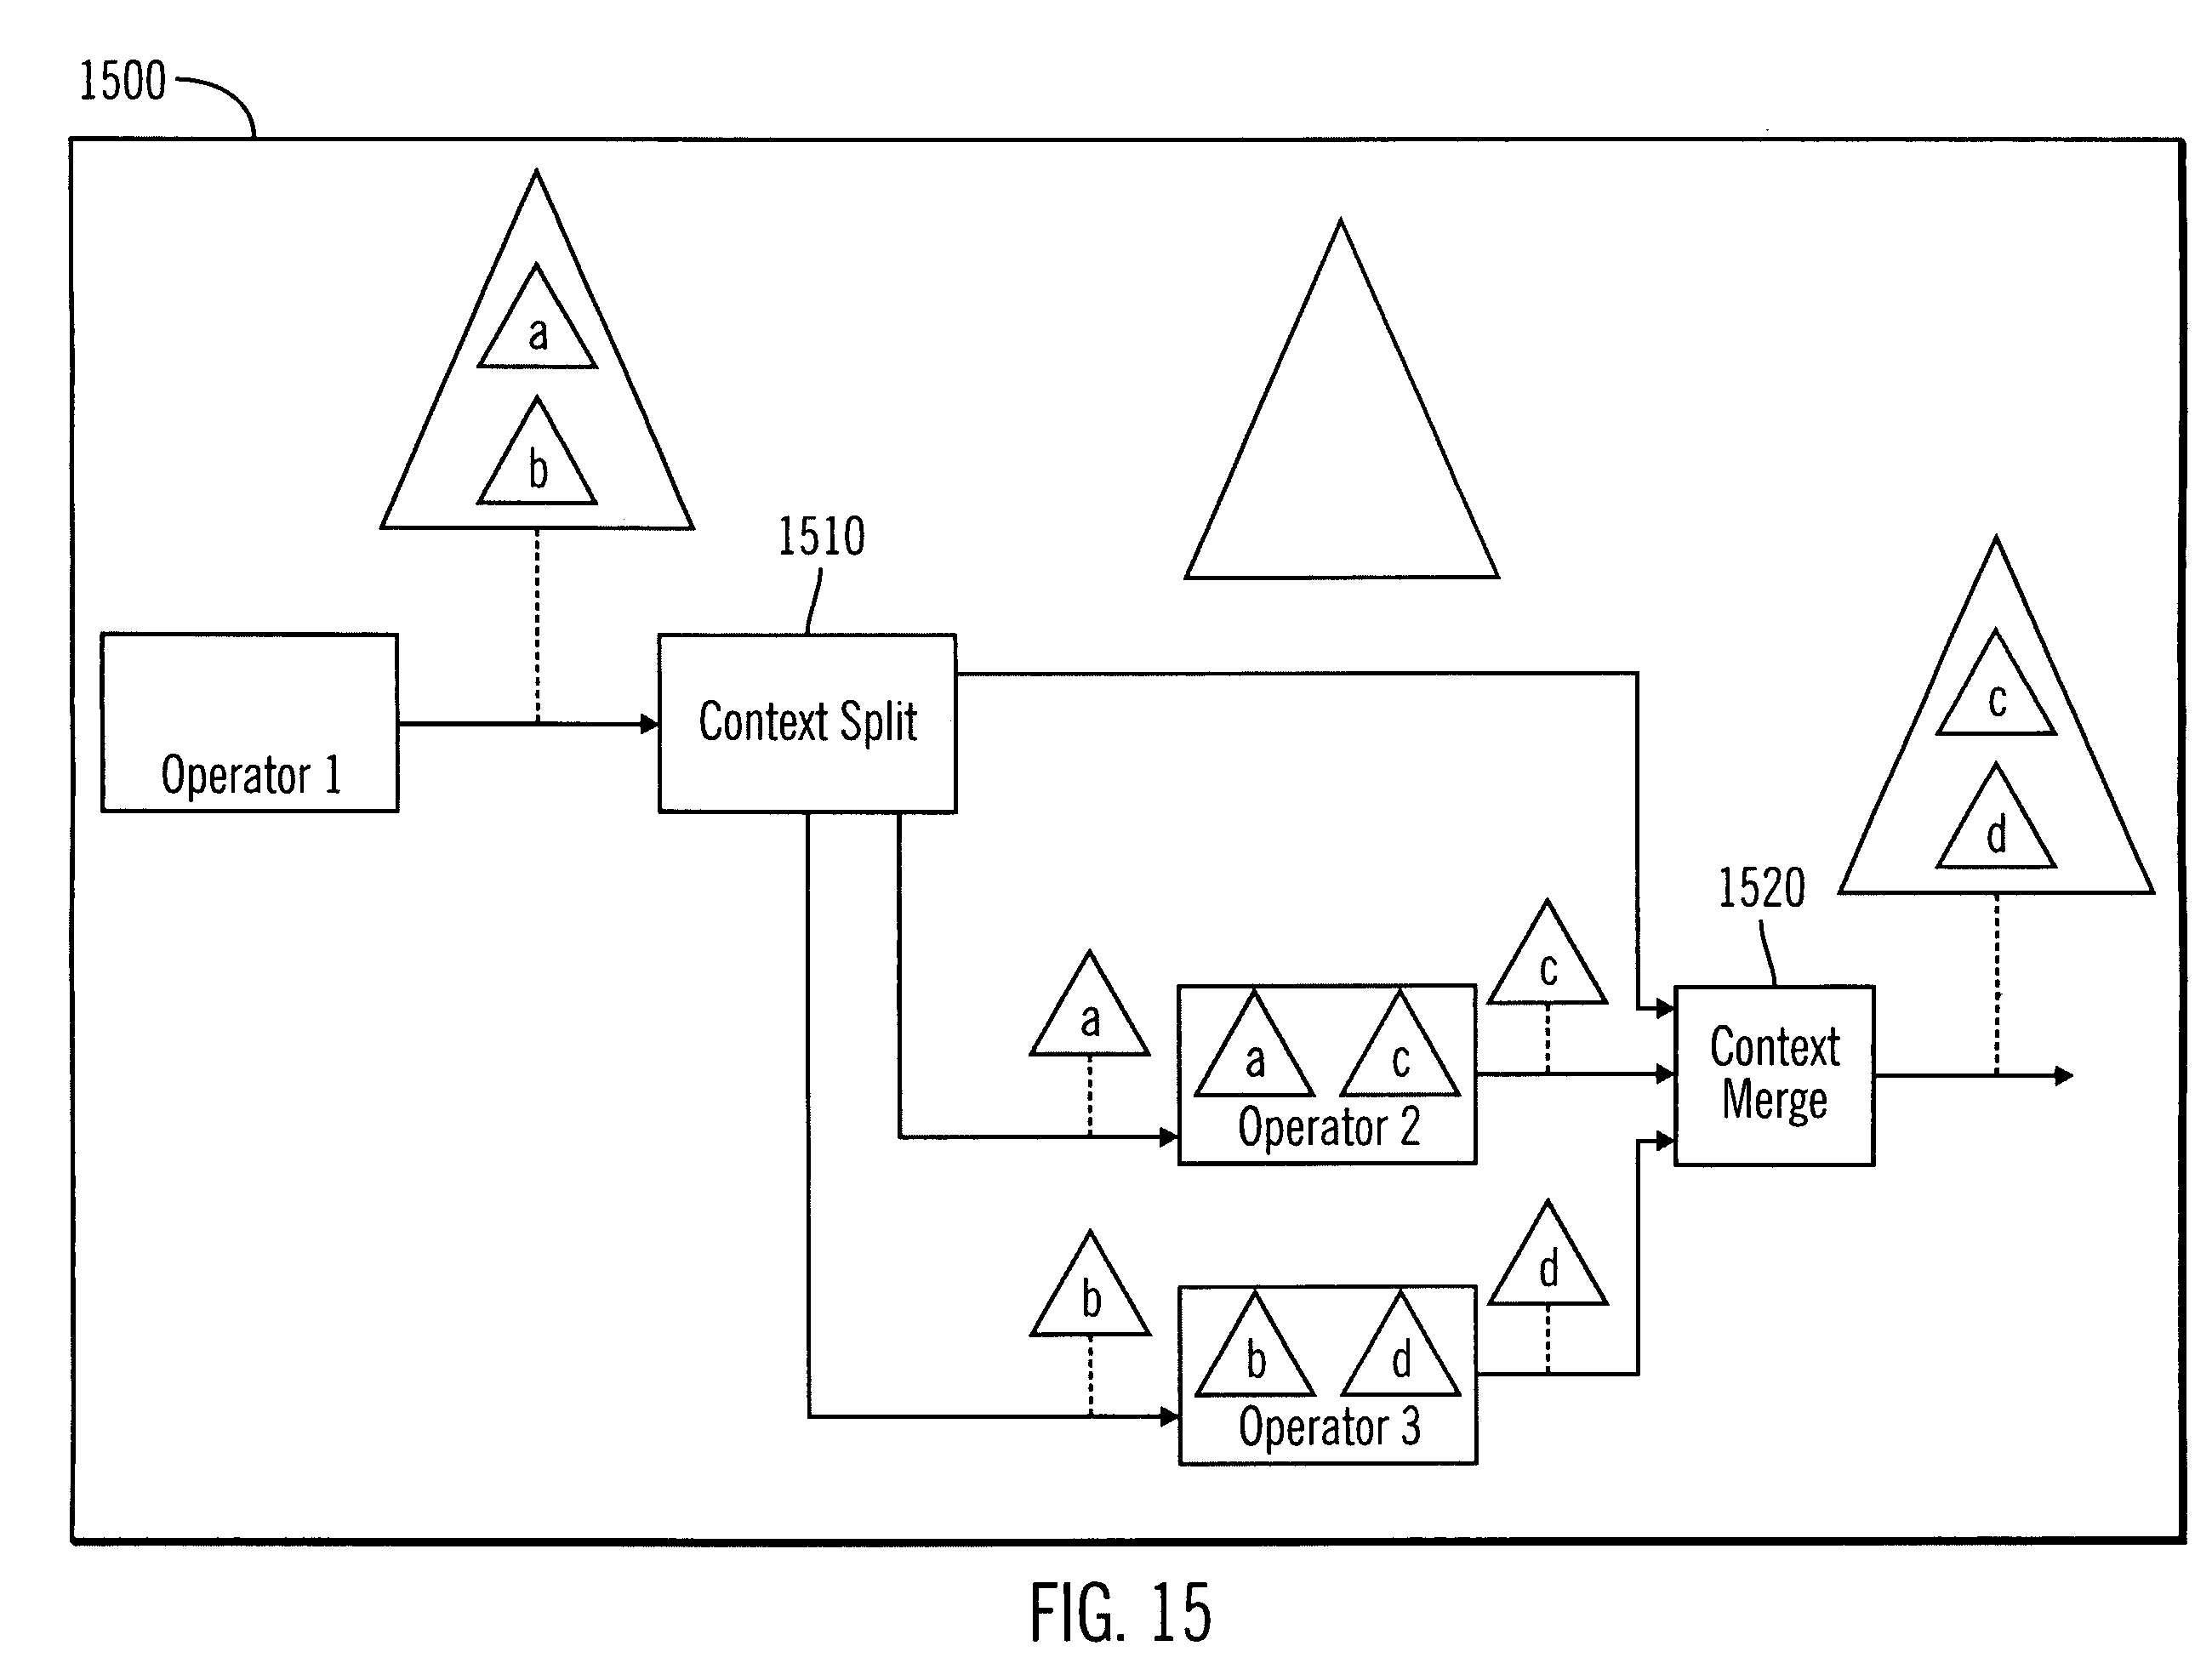 1500
a
b
1510
Operator 1
Context Split
c
d
1520
a
a
c
Operator 2
c
Context
Merge
b
b
d
Operator 3
d
FIG. 15